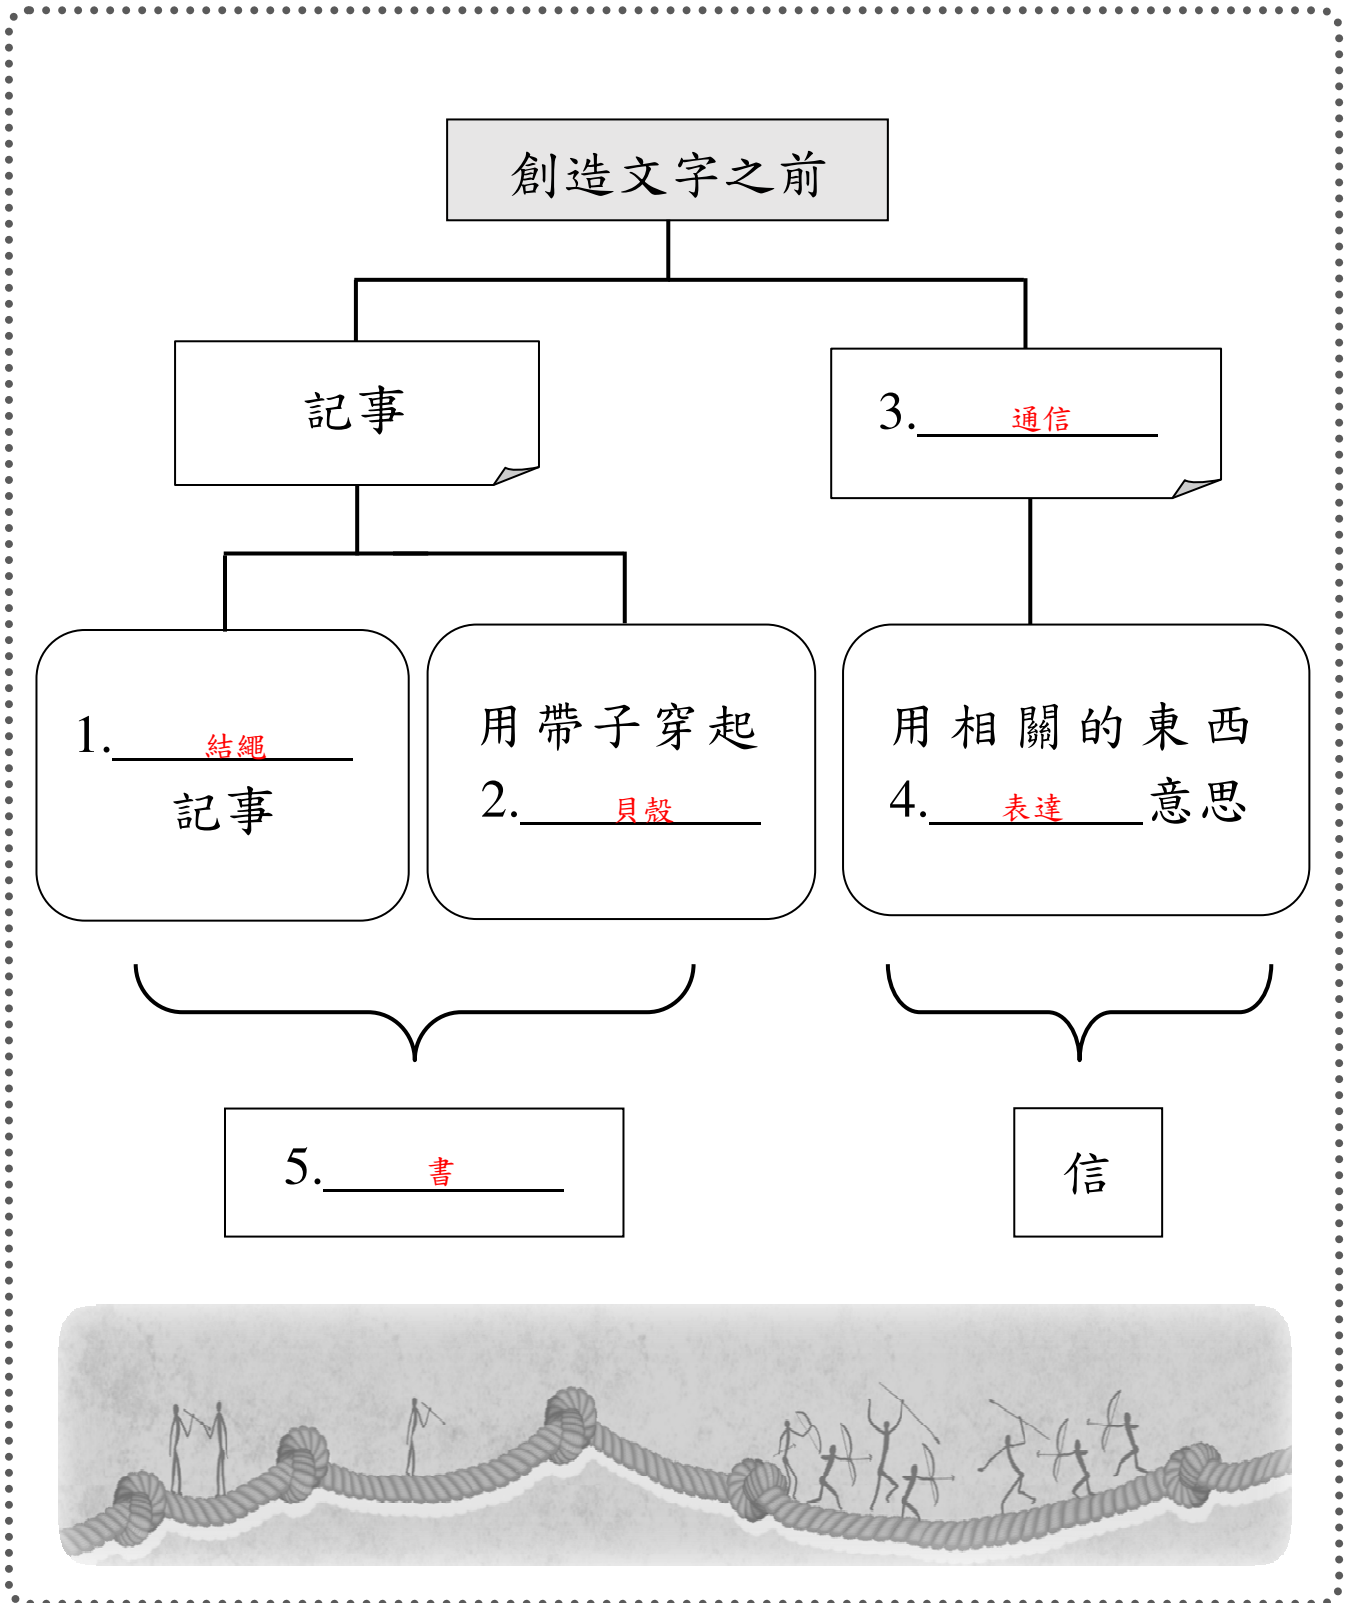 創造文字之前
記事
3. 通信
1. 結繩
記事
用帶子穿起
2. 貝殼
用相關的東西
4. 表達 意思
5. 書
信